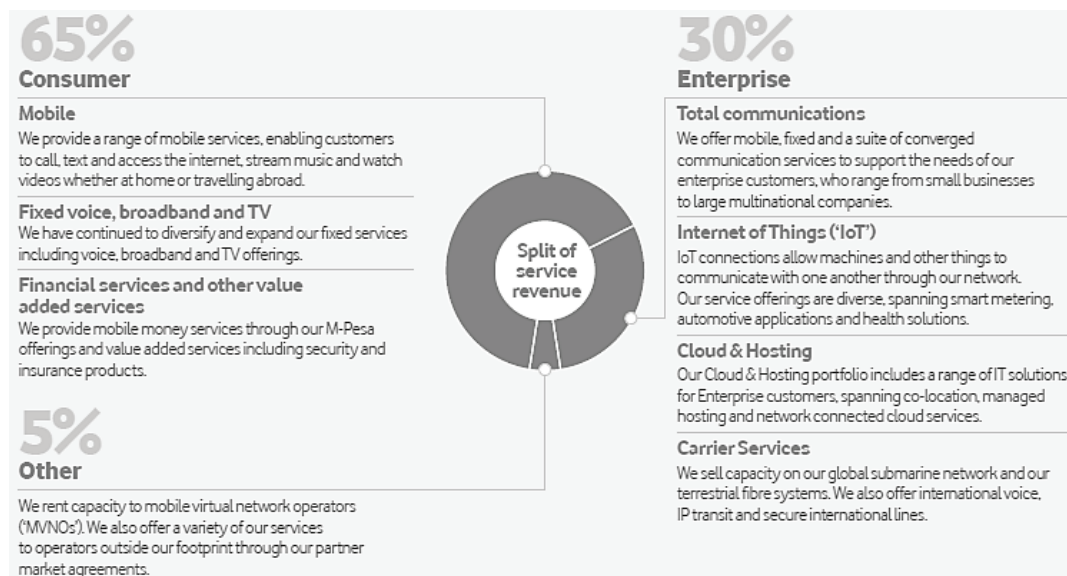 65%
Consumer
Mobile
We provide a range of mobile services, enabling customers
to call, text and access the internet, stream music and watch
videos whether at home or travelling abroad.
Fixed voice, broadband and TV
We have continued to diversify and expand our fixed services
including voice, broadband and TV offerings.
Financial services and other value
added services
We provide mobile money services through our M-Pesa
offerings and value added services including security and
insurance products.
5%
Other
We rent capacity to mobile virtual network operators
(‘MVNOs’). We also offer a variety of our services
to operators outside our footprint through our partner
market agreements.
Split of
service
revenue
30%
Enterprise
Total communications
We offer mobile, fixed and a suite of converged
communication services to support the needs of our
enterprise customers, who range from small businesses
to large multinational companies.
Internet of Things (‘IoT’)
IoT connections allow machines and other things to
communicate with one another through our network.
Our service offerings are diverse, spanning smart metering,
automotive applications and health solutions.
Cloud & Hosting
Our Cloud & Hosting portfolio includes a range of IT solutions
for Enterprise customers, spanning co-location, managed
hosting and network connected cloud services.
Carrier Services
We sell capacity on our global submarine network and our
terrestrial fibre systems. We also offer international voice,
IP transit and secure international lines.